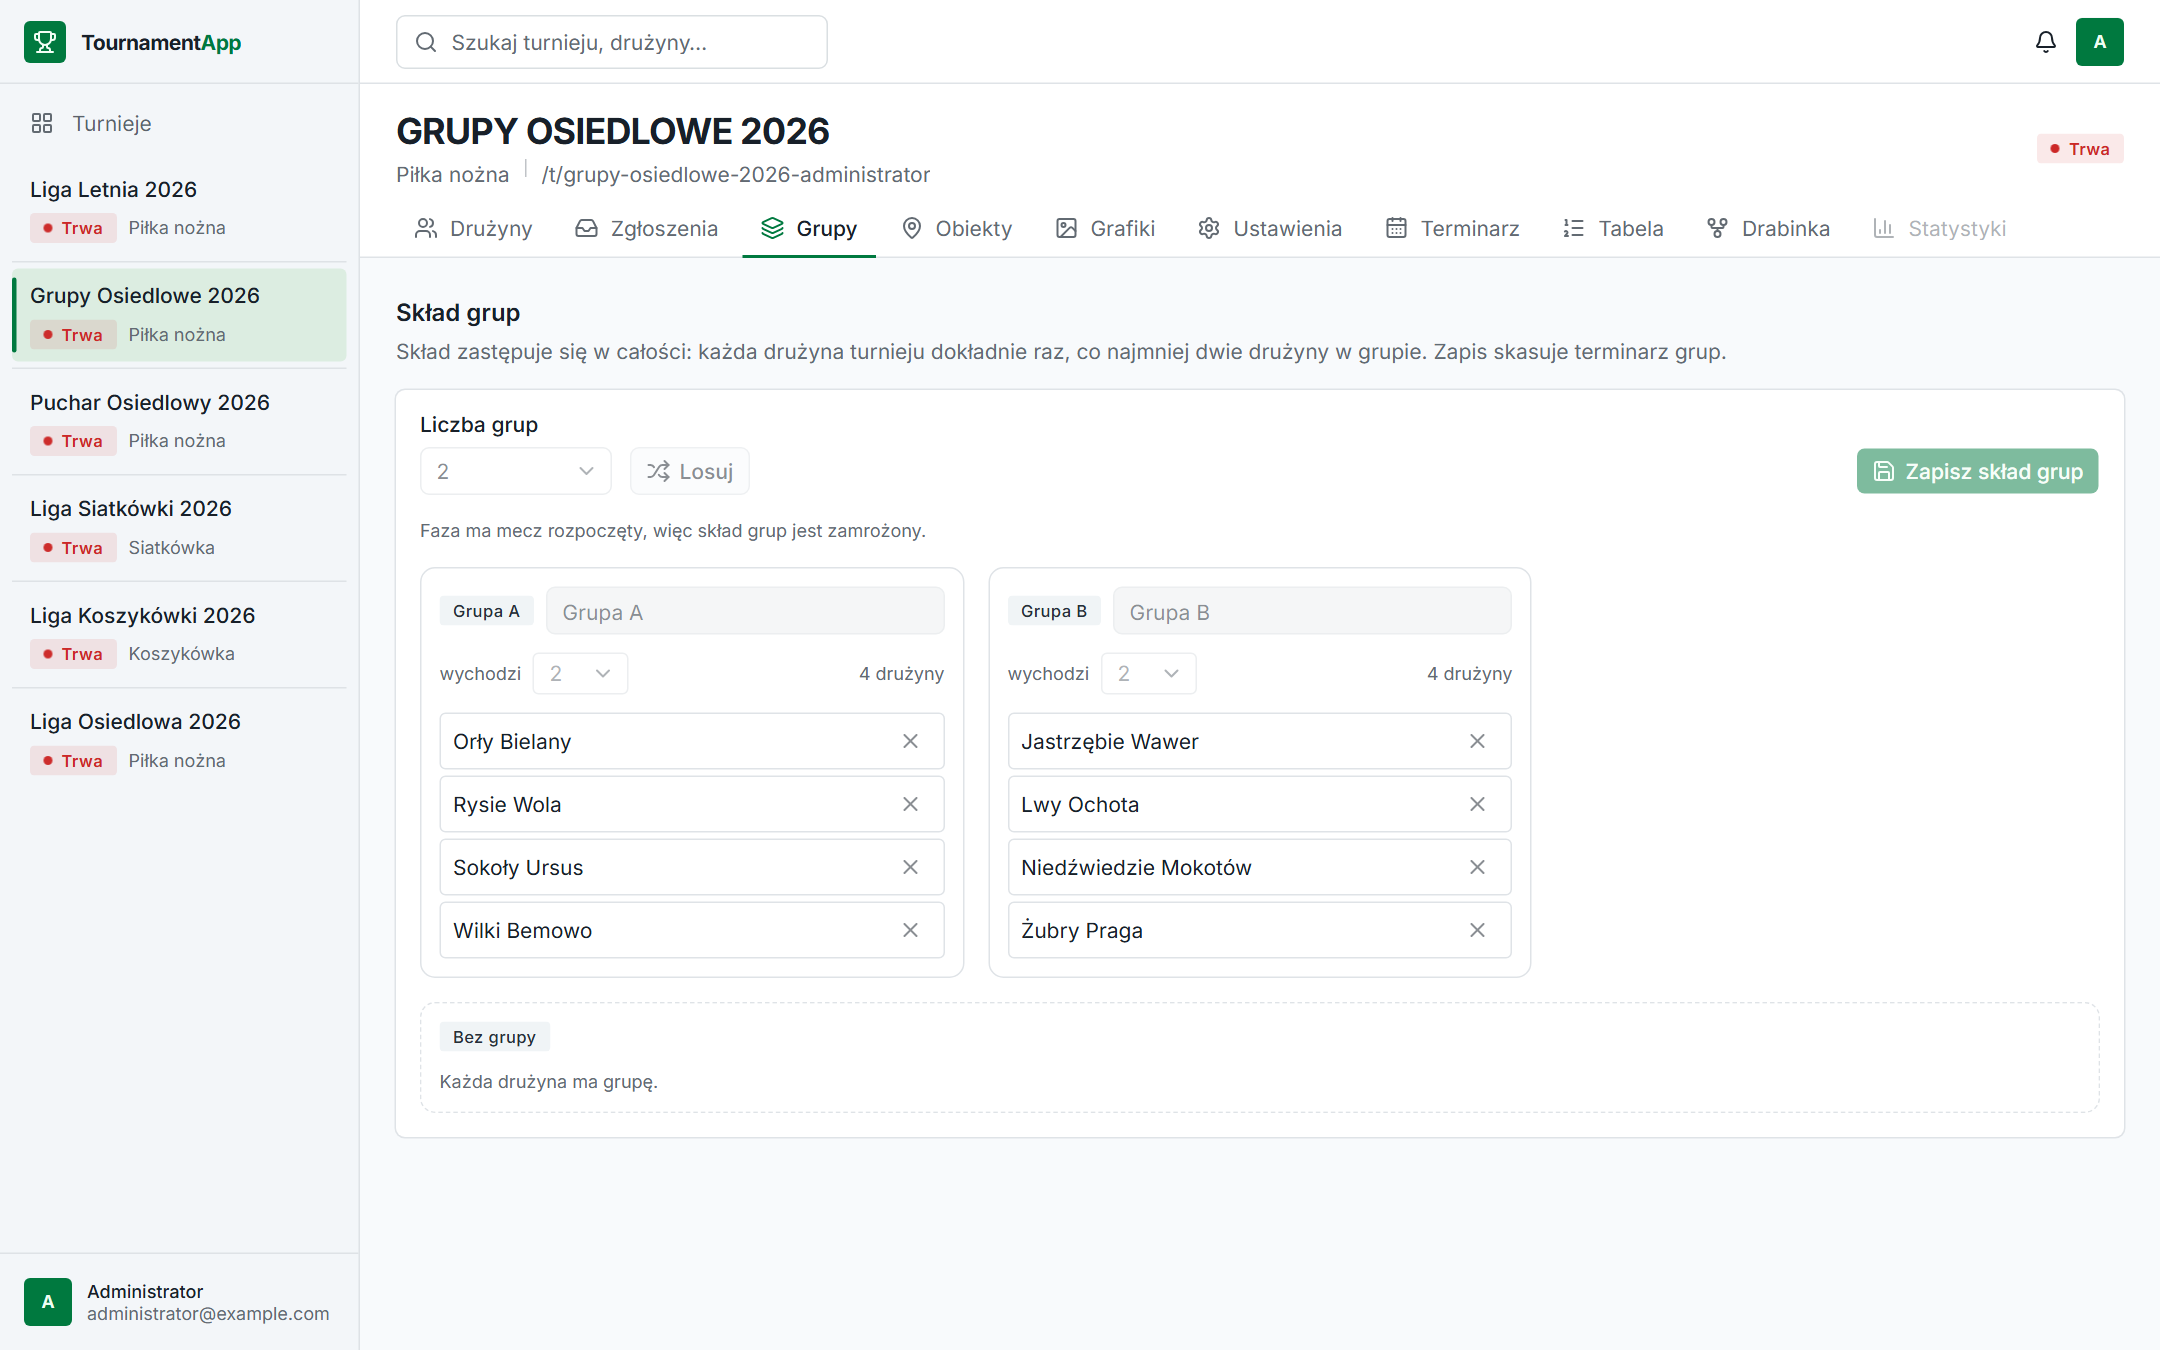 TournamentApp
Szukaj turnieju, drużyny...
A
Turnieje
Liga Letnia 2026
Trwa Piłka nożna
Grupy Osiedlowe 2026
Trwa Piłka nożna
Puchar Osiedlowy 2026
Trwa Piłka nożna
Liga Siatkówki 2026
Trwa Siatkówka
Liga Koszykówki 2026
Trwa Koszykówka
Liga Osiedlowa 2026
Trwa Piłka nożna
A
Administrator
administrator@example.com
GRUPY OSIEDLOWE 2026
Piłka nożna /t/grupy-osiedlowe-2026-administrator
Trwa
Drużyny Zgłoszenia Grupy Obiekty Grafiki Ustawienia Terminarz Tabela Drabinka Statystyki
Skład grup
Skład zastępuje się w całości: każda drużyna turnieju dokładnie raz, co najmniej dwie drużyny w grupie. Zapis skasuje terminarz grup.
Liczba grup
2 Losuj Zapisz skład grup
Faza ma mecz rozpoczęty, więc skład grup jest zamrożony.
Grupa A Grupa A
wychodzi 2 4 drużyny
Orły Bielany
Rysie Wola
Sokoły Ursus
Wilki Bemowo
Grupa B Grupa B
wychodzi 2 4 drużyny
Jastrzębie Wawer
Lwy Ochota
Niedźwiedzie Mokotów
Żubry Praga
Bez grupy
Każda drużyna ma grupę.